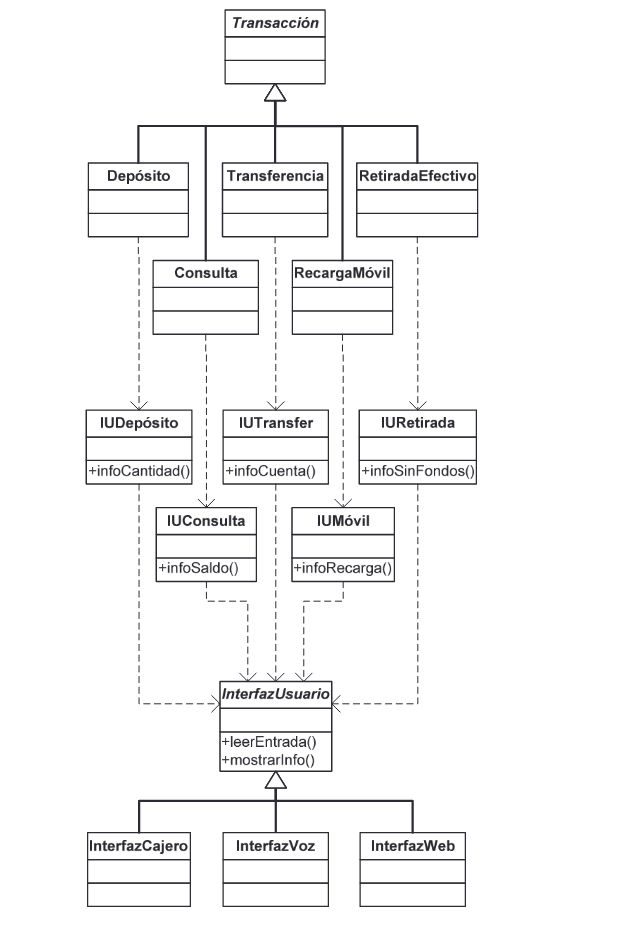 Transacción
Depósito
Transferencia
RetiradaEfectivo
Consulta
RecargaMóvil
IUDepósito
+infoCantidad()
IUTransfer
+infoCuenta()
IURetirada
+infoSinFondos()
IUConsulta
+infoSaldo()
IUMóvil
+infoRecarga()
InterfazUsuario
+leerEntrada()
+mostrarInfo()
InterfazCajero
InterfazVoz
InterfazWeb